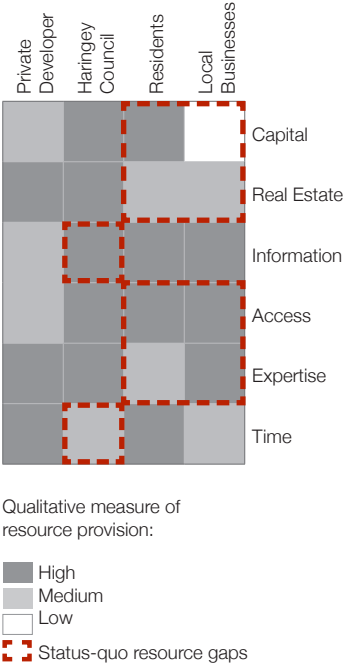 Private
Developer
Haringey
Council
Residents
Local
Businesses
Capital
Real Estate
Information
Access
Expertise
Time
Qualitative measure of
resource provision:
High
Medium
Low
Status-quo resource gaps